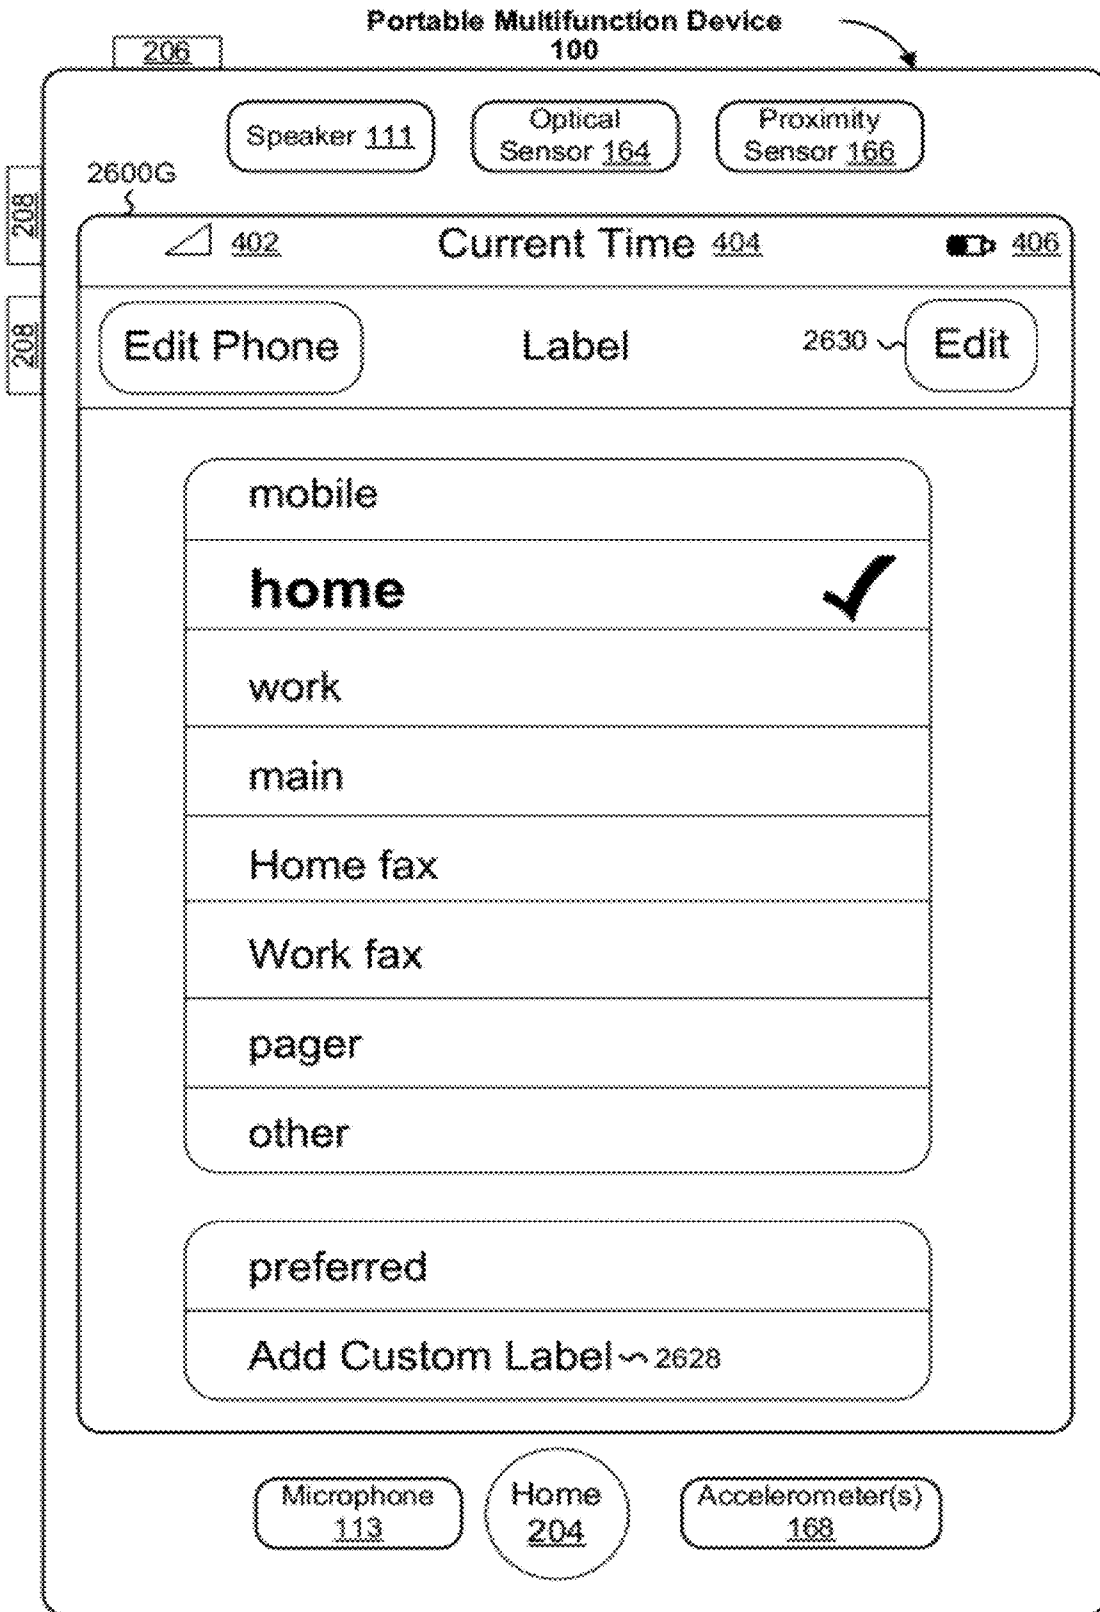 Portable Multifunction Device
100
206
Speaker 111
Optical
Sensor 164
Proximity
Sensor 166
2600G
208
402
Current Time 404
406
208
Edit Phone
Label
2630
Edit
mobile
home
work
main
Home fax
Work fax
pager
other
preferred
Add Custom Label 2628
Microphone
113
Home
204
Accelerometer(s)
168